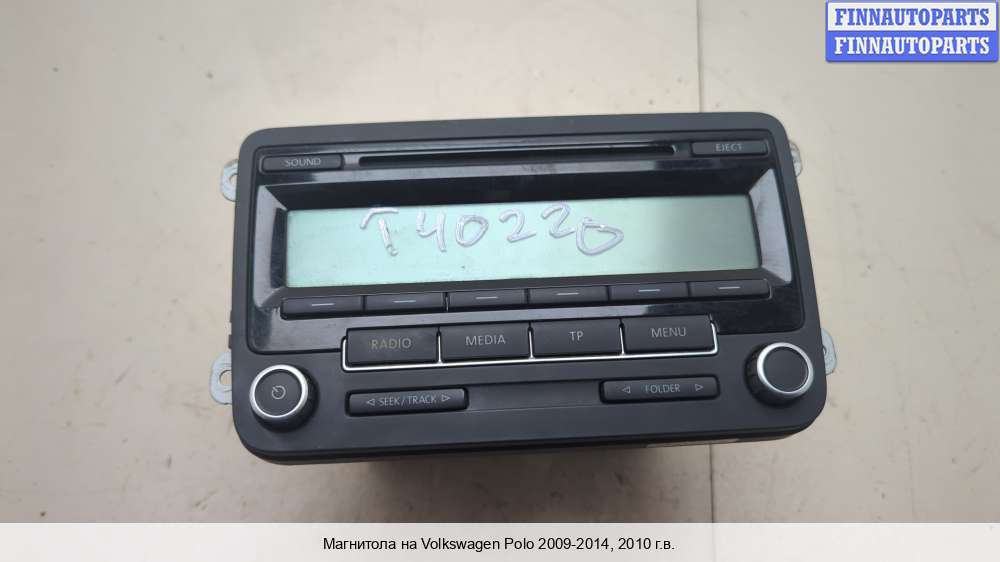 FINNAUTOPARTS
FINNAUTOPARTS
SOUND
EJECT
T40220
RADIO MEDIA TP MENU
◁ SEEK/TRACK ▷
◁ FOLDER ▷
Магнитола на Volkswagen Polo 2009-2014, 2010 г.в.